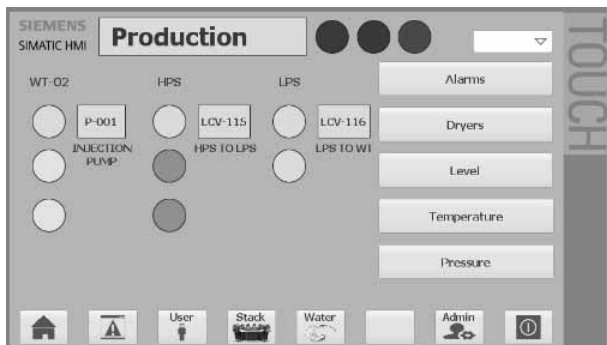 SIEMENS
SIMATIC HMI
Production
TOUCH
WT-02
HPS
LPS
Alarms
P-001
LCV-115
LCV-116
Dryers
INJECTION
PUMP
HPS TO LPS
LPS TO WT
Level
Temperature
Pressure
User
Stack
Water
Admin